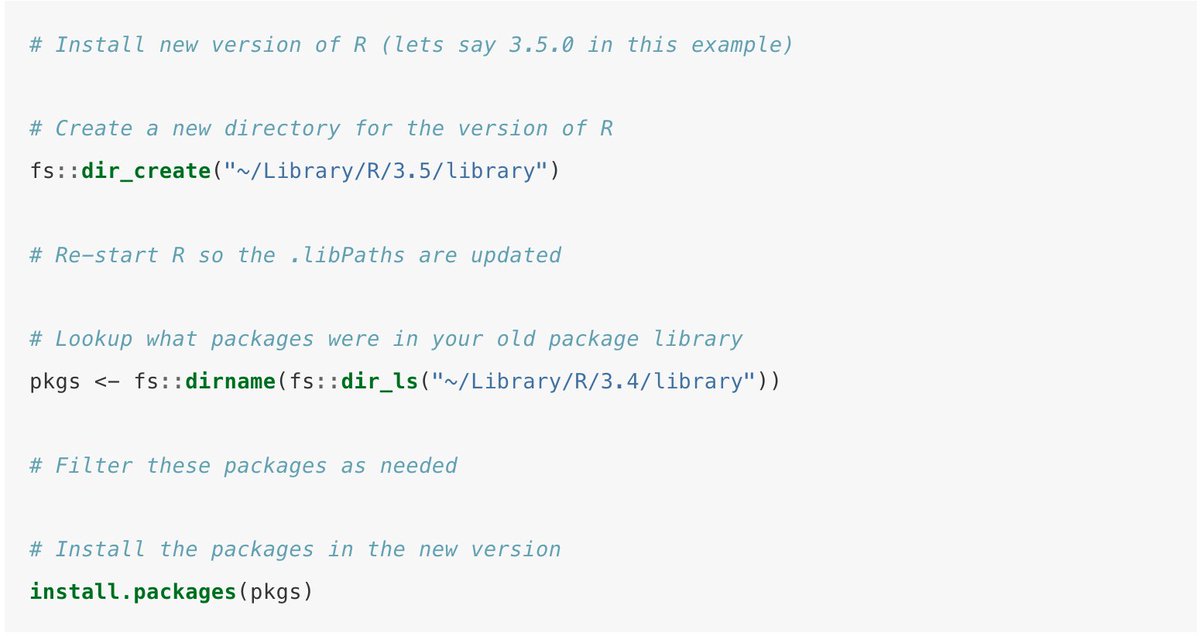 # Install new version of R (lets say 3.5.0 in this example)
# Create a new directory for the version of R
fs::dir_create("~/Library/R/3.5/library")
# Re-start R so the .libPaths are updated
# Lookup what packages were in your old package library
pkgs <- fs::dirname(fs::dir_ls("~/Library/R/3.4/library"))
# Filter these packages as needed
# Install the packages in the new version
install.packages(pkgs)